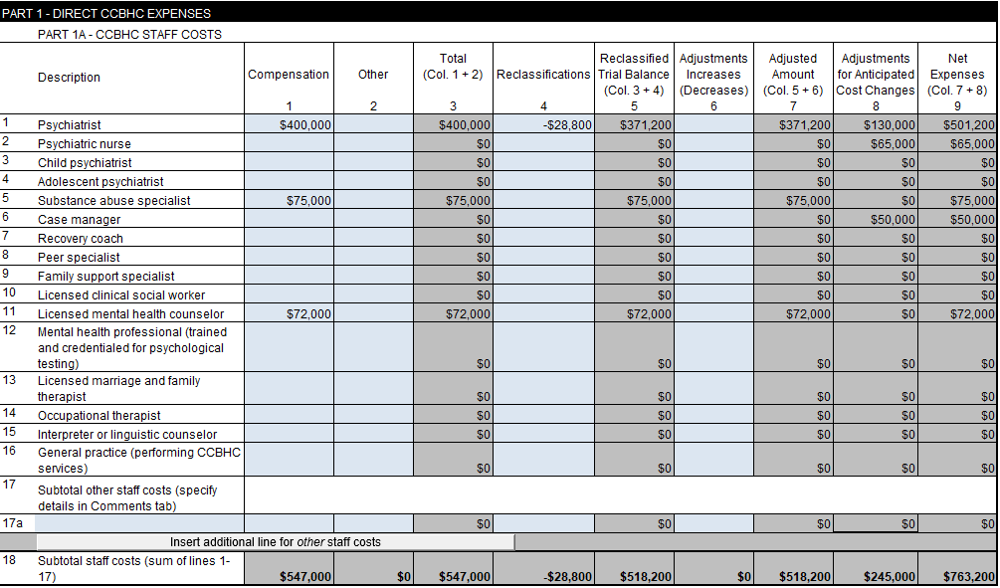 PART 1 - DIRECT CCBHC EXPENSES
PART 1A - CCBHC STAFF COSTS
Description
Compensation
1
Other
2
Total
(Col. 1 + 2)
3
Reclassifications
4
Reclassified
Trial Balance
(Col. 3 + 4)
5
Adjustments
Increases
(Decreases)
6
Adjusted
Amount
(Col. 5 + 6)
7
Adjustments
for Anticipated
Cost Changes
8
Net
Expenses
(Col. 7 + 8)
9
1 Psychiatrist $400,000 $400,000 -$28,800 $371,200 $371,200 $130,000 $501,200
2 Psychiatric nurse $0 $0 $0 $65,000 $65,000
3 Child psychiatrist $0 $0 $0 $0 $0
4 Adolescent psychiatrist $0 $0 $0 $0 $0
5 Substance abuse specialist $75,000 $75,000 $75,000 $75,000 $0 $75,000
6 Case manager $0 $0 $0 $50,000 $50,000
7 Recovery coach $0 $0 $0 $0 $0
8 Peer specialist $0 $0 $0 $0 $0
9 Family support specialist $0 $0 $0 $0 $0
10 Licensed clinical social worker $0 $0 $0 $0 $0
11 Licensed mental health counselor $72,000 $72,000 $72,000 $72,000 $0 $72,000
12 Mental health professional (trained
and credentialed for psychological
testing) $0 $0 $0 $0 $0
13 Licensed marriage and family
therapist $0 $0 $0 $0 $0
14 Occupational therapist $0 $0 $0 $0 $0
15 Interpreter or linguistic counselor $0 $0 $0 $0 $0
16 General practice (performing CCBHC
services) $0 $0 $0 $0 $0
17 Subtotal other staff costs (specify
details in Comments tab)
17a $0 $0 $0 $0 $0
Insert additional line for other staff costs
18 Subtotal staff costs (sum of lines 1-
17) $547,000 $0 $547,000 -$28,800 $518,200 $0 $518,200 $245,000 $763,200